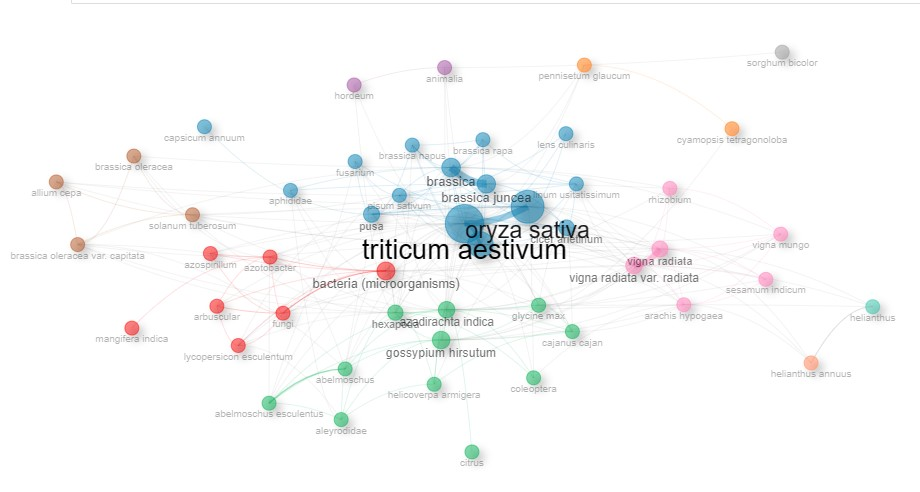 sorghum bicolor
animalia
pennisetum glaucum
hordeum
capsicum annuum
cyamopsis tetragonoloba
brassica napus
brassica rapa
lens culinaris
brassica oleracea
fusarium
allium cepa
brassica
aphididae
pisum sativum
brassica juncea
linum usitatissimum
rhizobium
solanum tuberosum
pusa
oryza sativa
cicer arietinum
vigna mungo
triticum aestivum
brassica oleracea var. capitata
azospirillum
azotobacter
vigna radiata
bacteria (microorganisms)
vigna radiata var. radiata
sesamum indicum
arbuscular
fungi
hexapoda
azadirachta indica
glycine max
arachis hypogaea
helianthus
mangifera indica
lycopersicon esculentum
gossypium hirsutum
cajanus cajan
abelmoschus
helianthus annuus
helicoverpa armigera
coleoptera
abelmoschus esculentus
aleyrodidae
citrus